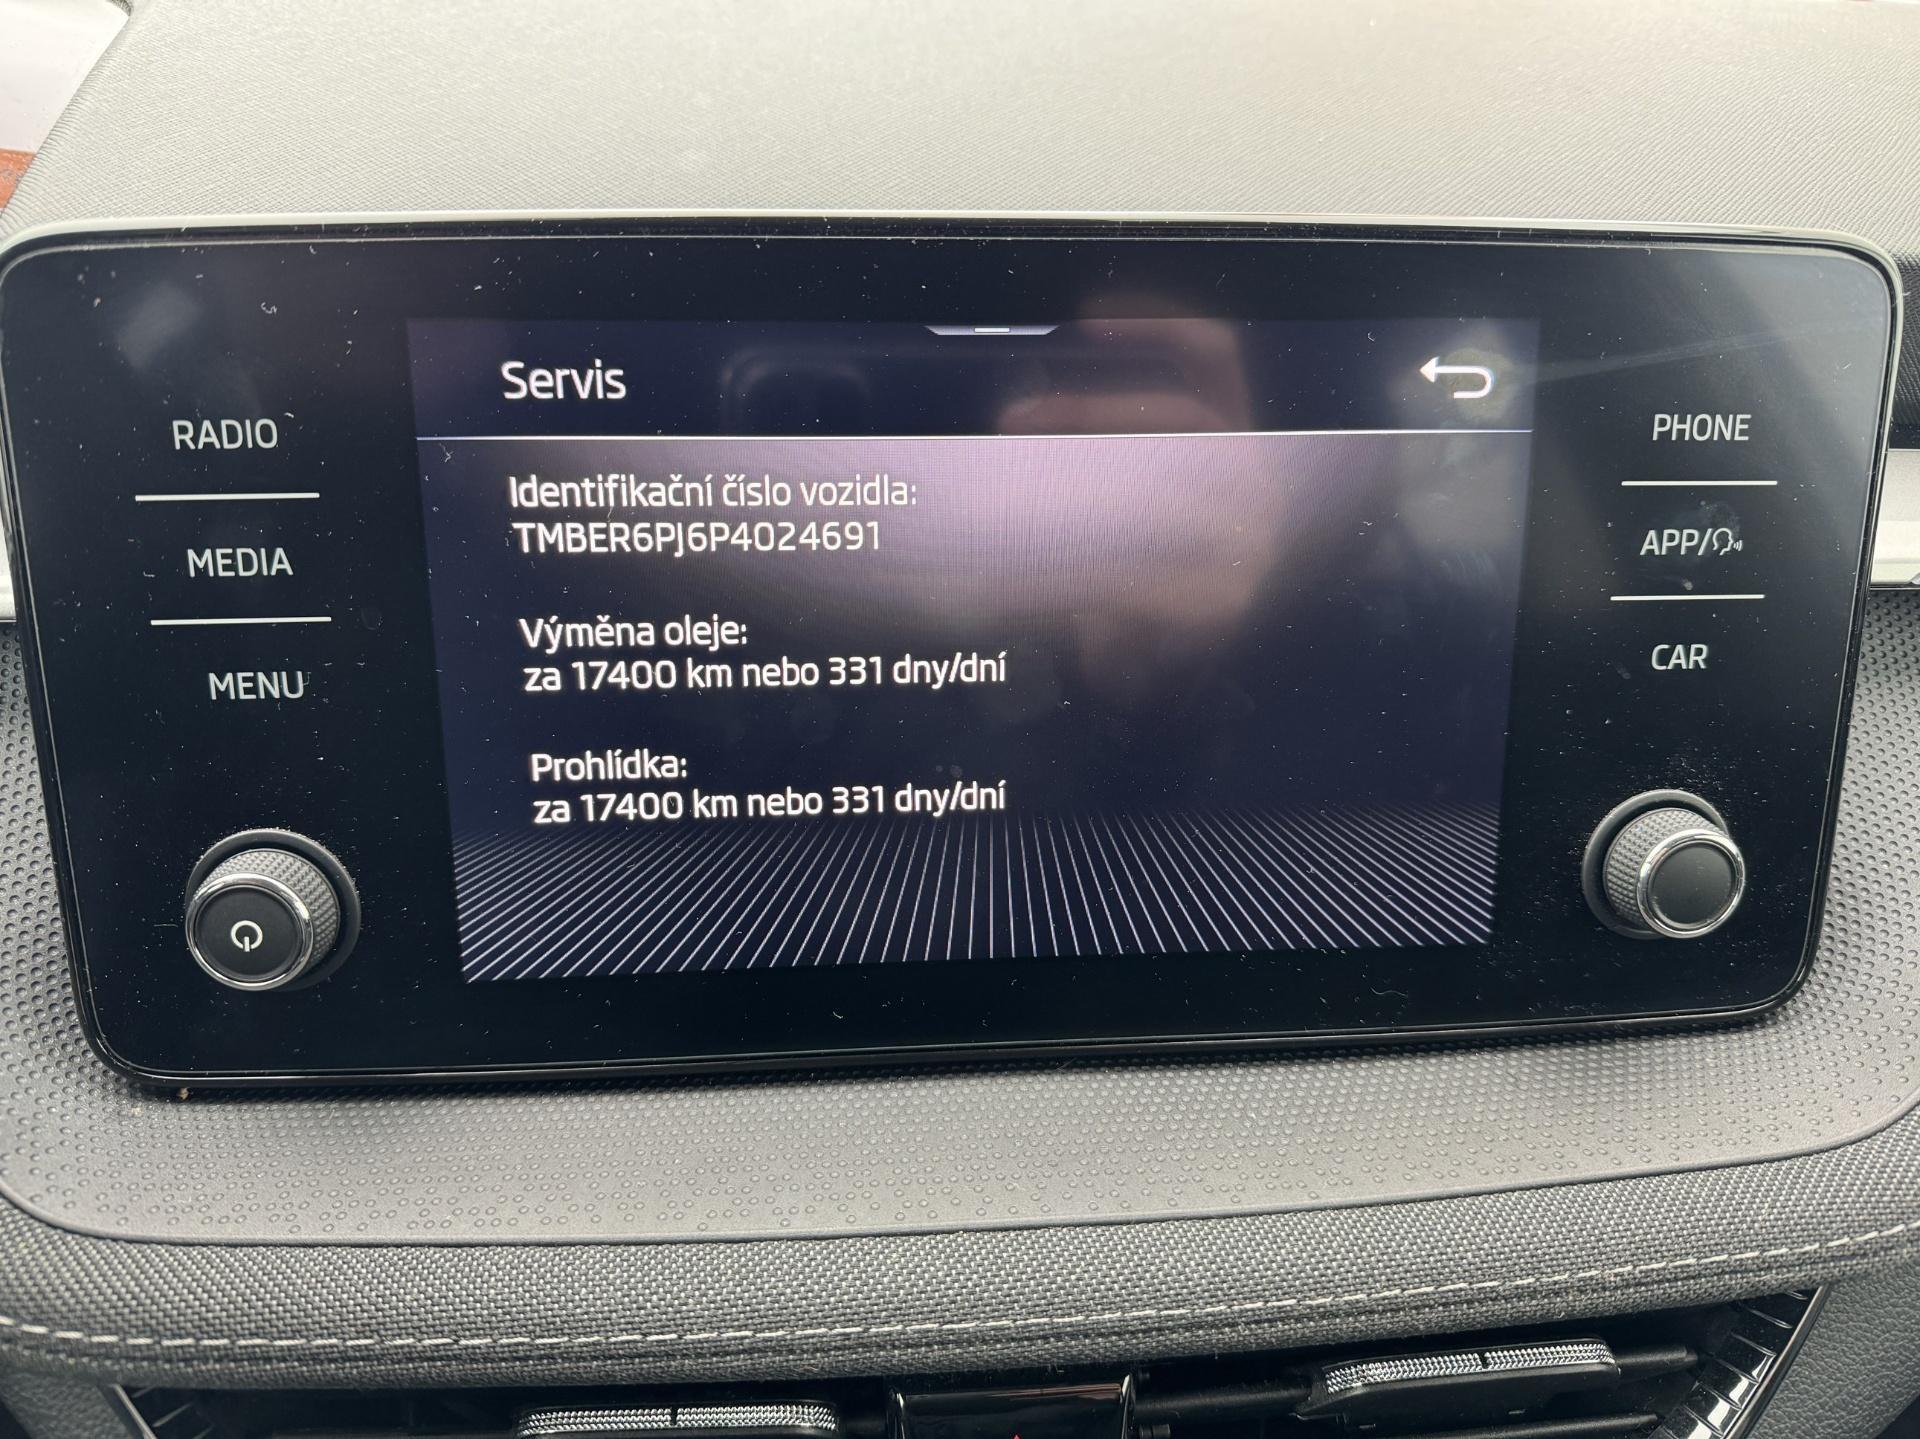 Servis
RADIO
MEDIA
MENU
Identifikační číslo vozidla:
TMBER6PJ6P4024691
Výměna oleje:
za 17400 km nebo 331 dny/dní
Prohlídka:
za 17400 km nebo 331 dny/dní
PHONE
APP/
CAR